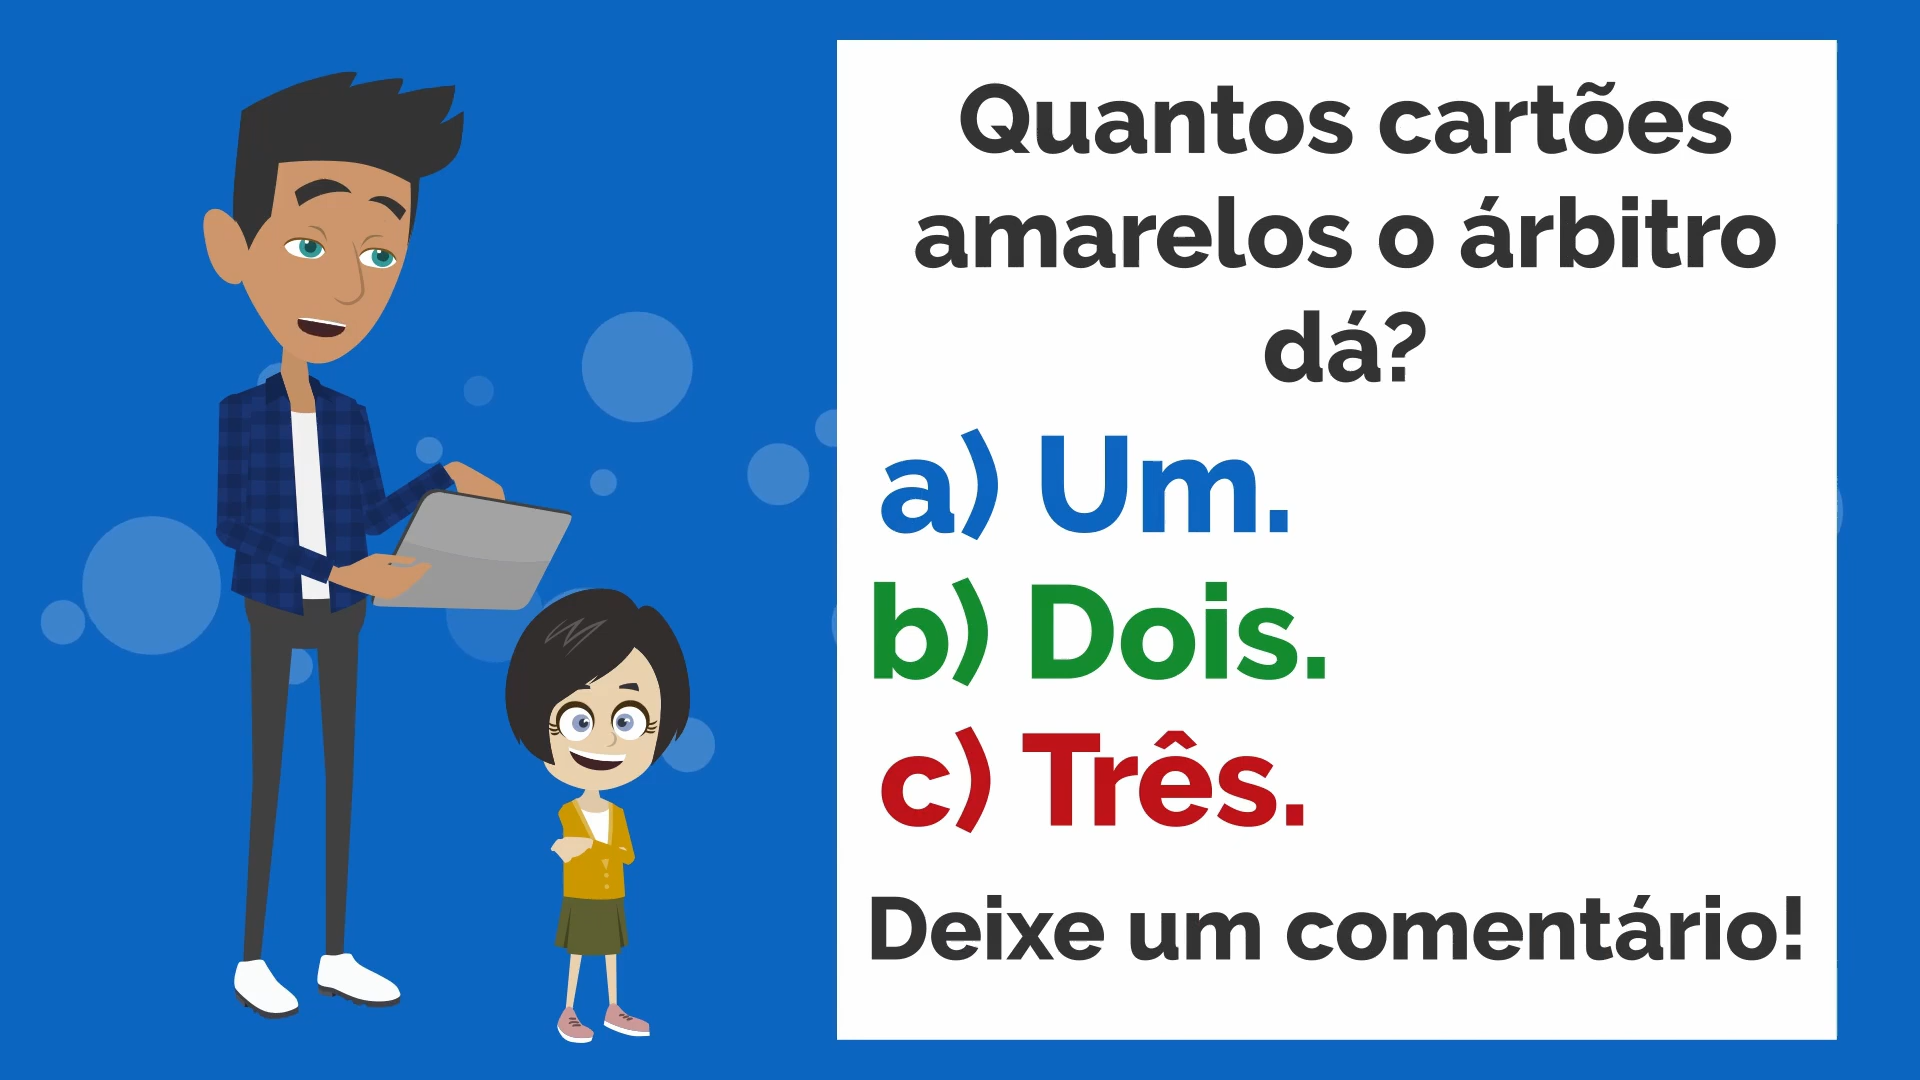 Quantos cartões
amarelos o árbitro
dá?
a) Um.
b) Dois.
c) Três.
Deixe um comentário!